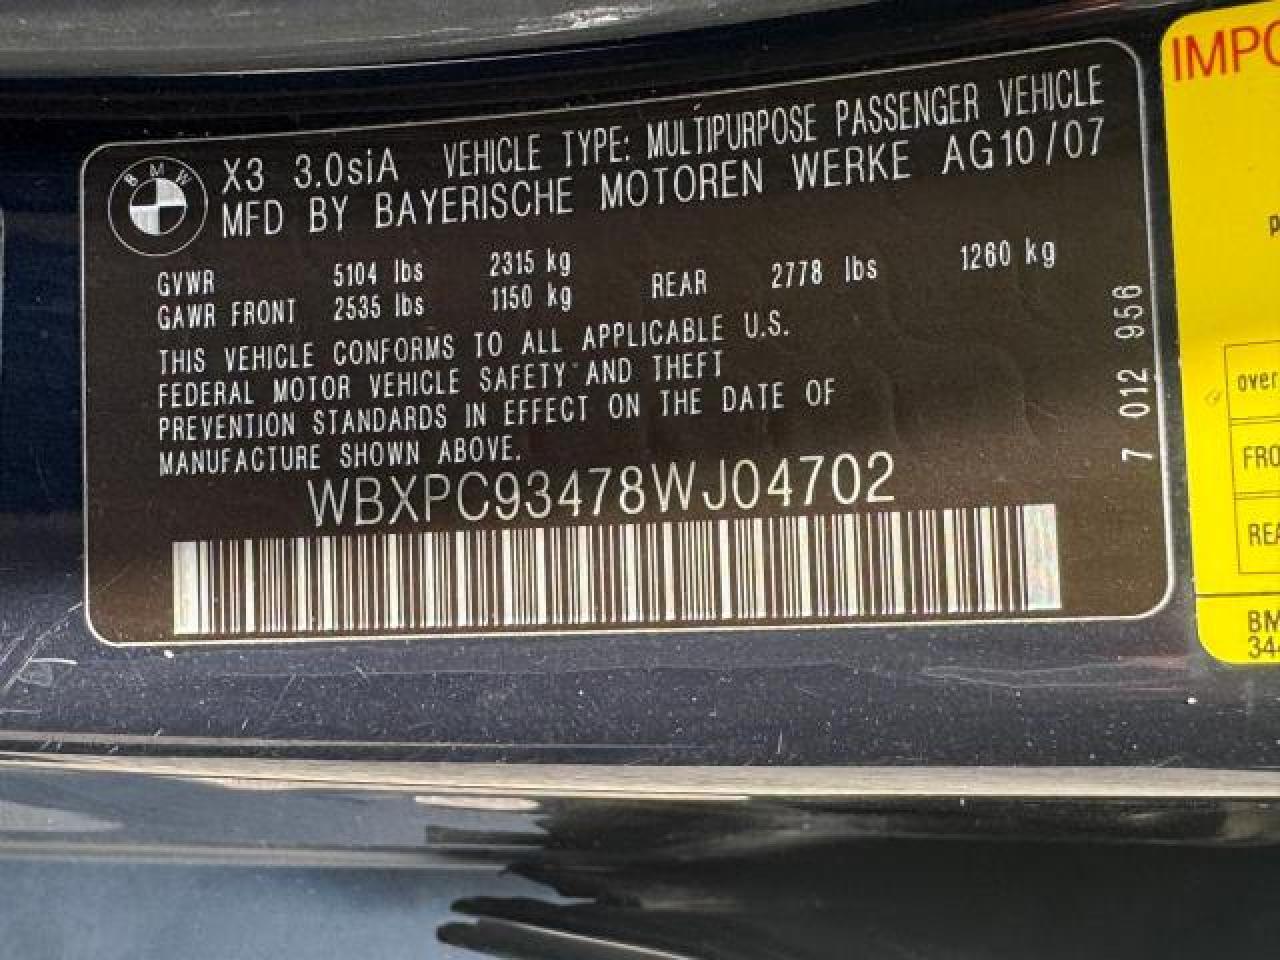 BMW
X3 3.0siA VEHICLE TYPE: MULTIPURPOSE PASSENGER VEHICLE
MFD BY BAYERISCHE MOTOREN WERKE AG10/07
GVWR 5104 lbs 2315 kg
GAWR FRONT 2535 lbs 1150 kg REAR 2778 lbs 1260 kg
THIS VEHICLE CONFORMS TO ALL APPLICABLE U.S.
FEDERAL MOTOR VEHICLE SAFETY AND THEFT
PREVENTION STANDARDS IN EFFECT ON THE DATE OF
MANUFACTURE SHOWN ABOVE.
WBXPC93478WJ04702
7 012 956
IMPO
p
over
FRO
REA
BM
34